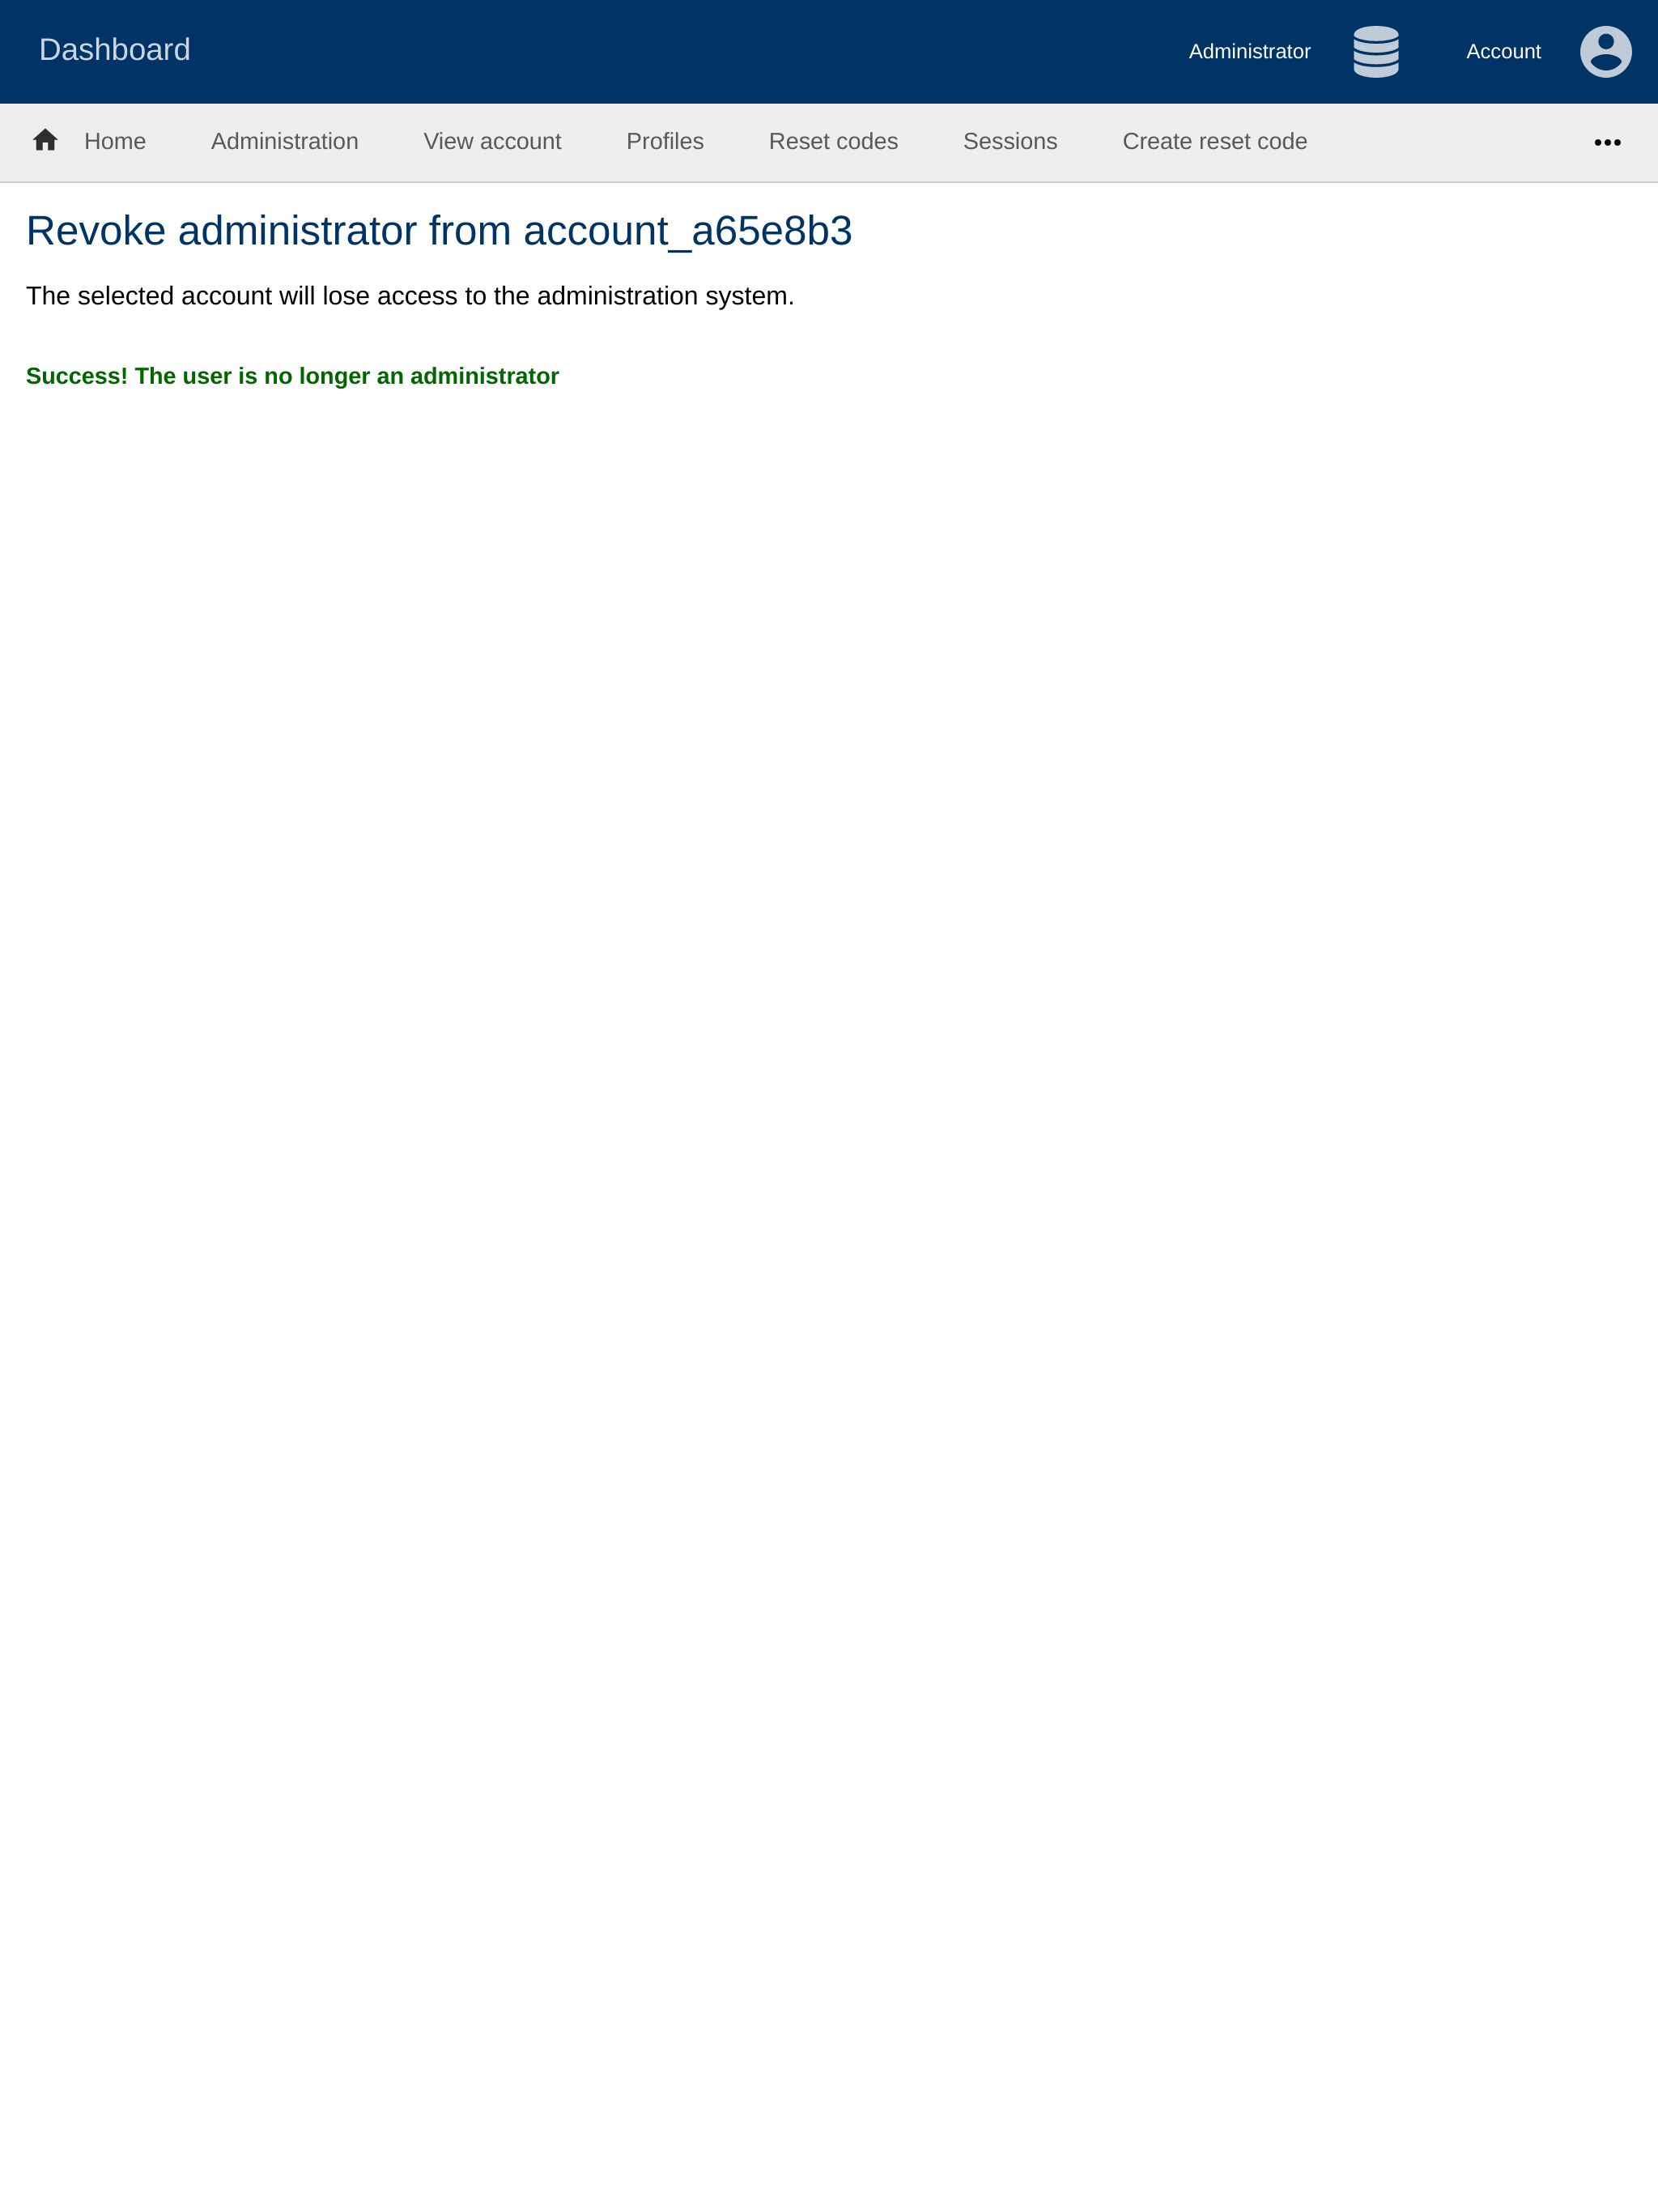 Dashboard
Administrator
Account
Home
Administration
View account
Profiles
Reset codes
Sessions
Create reset code
Revoke administrator from account_a65e8b3
The selected account will lose access to the administration system.
Success! The user is no longer an administrator